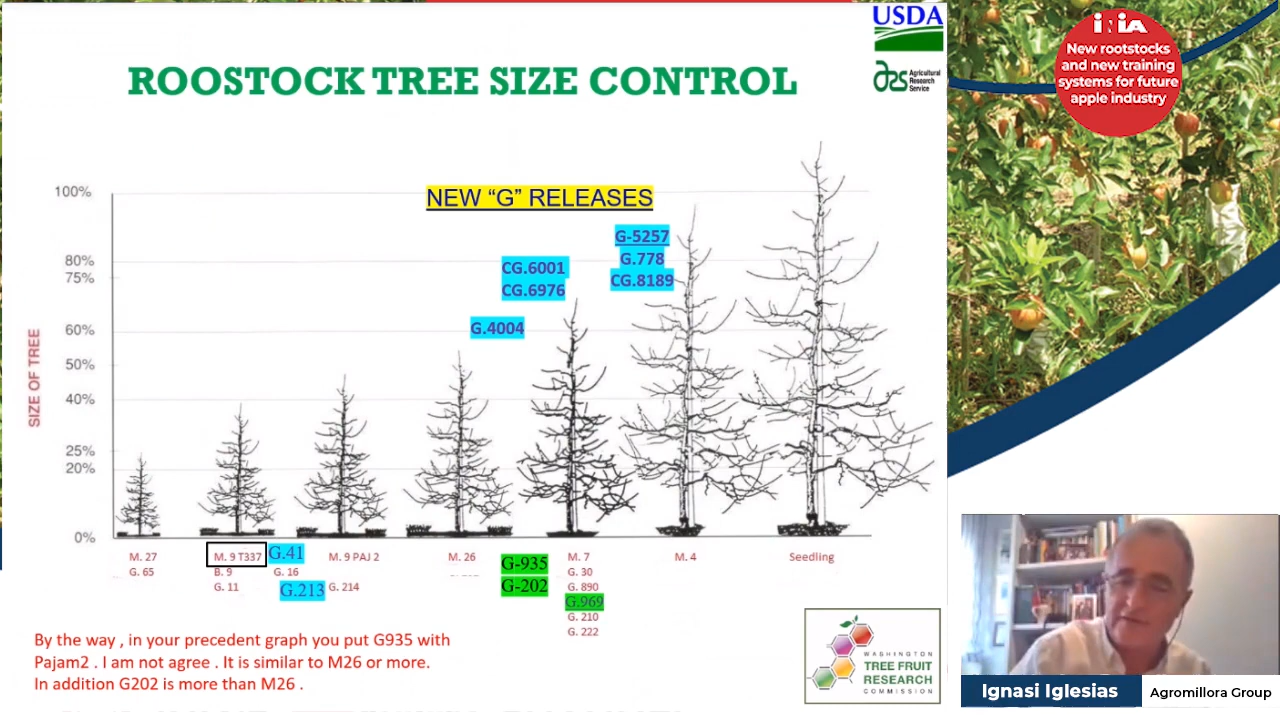 USDA
Agricultural
Research
Service
ROOSTOCK TREE SIZE CONTROL
iNiA
New rootstocks
and new training
systems for future
apple industry
NEW “G” RELEASES
100%
80%
75%
60%
50%
40%
25%
20%
0%
SIZE OF TREE
G-5257
G.778
CG.8189
CG.6001
CG.6976
G.4004
M. 27
G. 65
M. 9 T337
B. 9
G. 11
G.41
G. 16
G.213
M. 9 PAJ 2
G. 214
M. 26
G-935
G-202
M. 7
G. 30
G. 890
G.969
G. 210
G. 222
M. 4
Seedling
By the way , in your precedent graph you put G935 with
Pajam2 . I am not agree . It is similar to M26 or more.
In addition G202 is more than M26 .
WASHINGTON
TREE FRUIT
RESEARCH
COMMISSION
Ignasi Iglesias
Agromillora Group